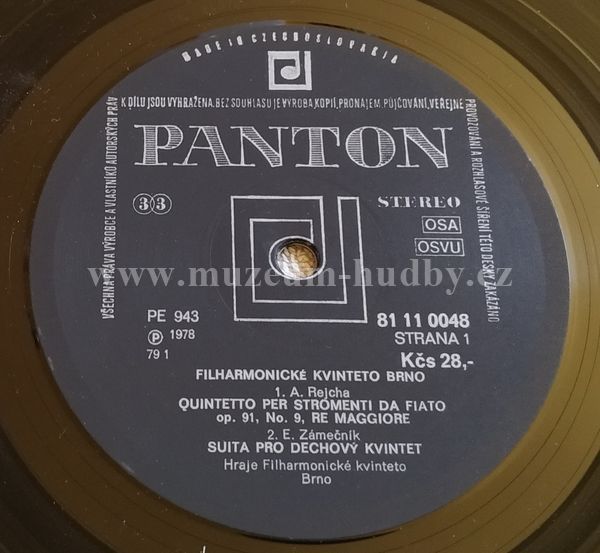 MADE IN CZECHOSLOVAKIA
VŠECHNA PRÁVA VÝROBCE A VLASTNÍKO AUTORSKÝCH PRÁV
K DÍLU JSOU VYHRAŽENA. BEZ SOUHLASU JE VÝROBA KOPIÍ, PRONÁJEM, PŮJČOVÁNÍ, VEŘEJNÉ
PROVOZOVÁNÍ A ROZHLASOVÉ ŠÍŘENÍ TÉTO DESKY ZAKÁZÁNO
PANTON
33
STEREO
OSA
OSVU
www.muzeum-hudby.cz
PE 943
81 11 0048
Ⓟ 1978
STRANA 1
79 1
Kčs 28,-
FILHARMONICKÉ KVINTETO BRNO
1. A. Rejcha
QUINTETTO PER STROMENTI DA FIATO
op. 91, No. 9, RE MAGGIORE
2. E. Zámečník
SUITA PRO DECHOVÝ KVINTET
Hraje Filharmonické kvinteto
Brno